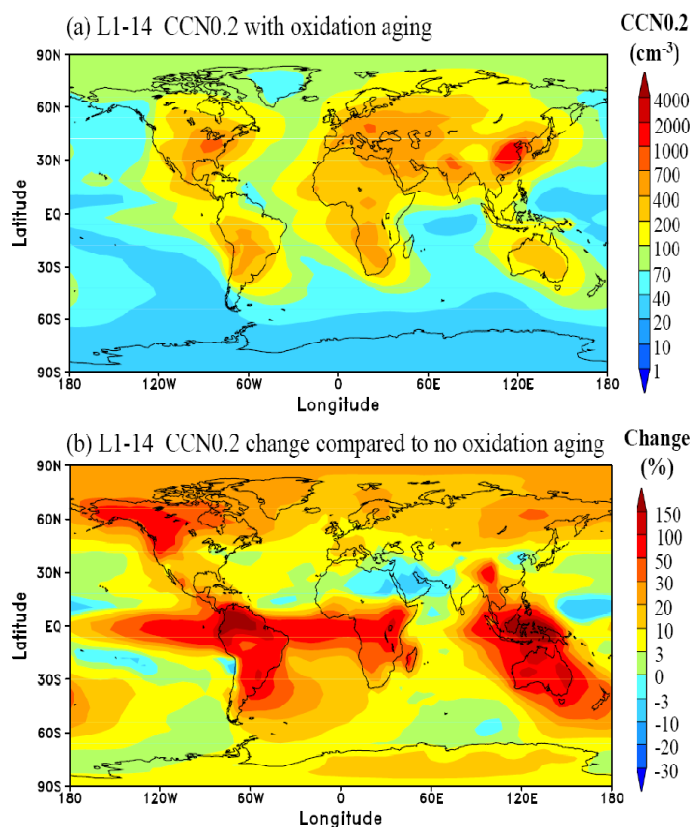 (a) L1-14 CCN0.2 with oxidation aging
CCN0.2
(cm⁻³)
90N
60N
30N
EQ
30S
60S
90S
Latitude
180
120W
60W
0
60E
120E
180
Longitude
4000
2000
1000
700
400
200
100
70
40
20
10
1
(b) L1-14 CCN0.2 change compared to no oxidation aging
Change
(%)
90N
60N
30N
EQ
30S
60S
90S
Latitude
180
120W
60W
0
60E
120E
180
Longitude
150
100
50
30
20
10
3
0
-3
-10
-20
-30